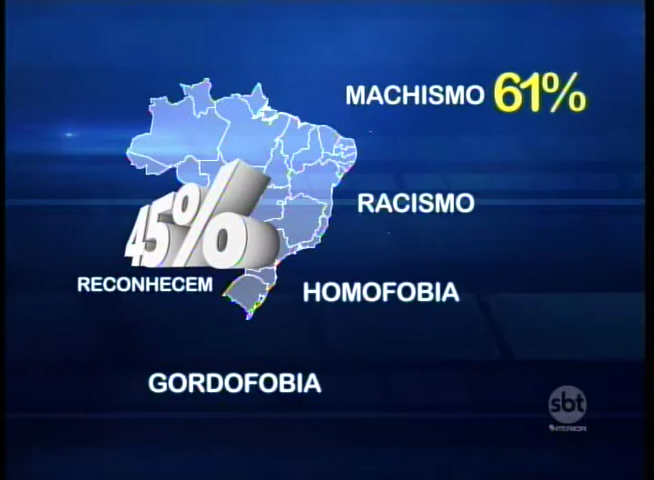 MACHISMO 61%
RACISMO
45%
RECONHECEM
HOMOFOBIA
GORDOFOBIA
sbt
INTERIOR